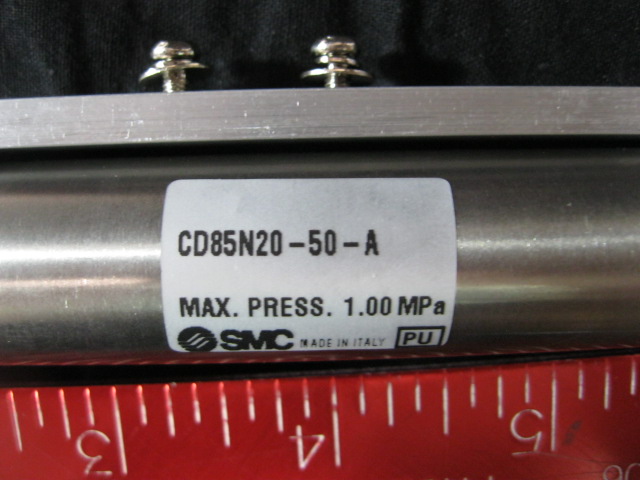 CD85N20-50-A
MAX. PRESS. 1.00 MPa
SMC MADE IN ITALY PU
3 4 5